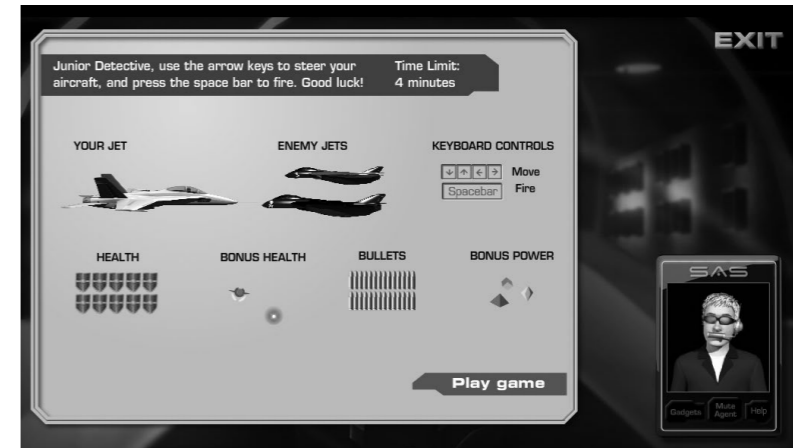 EXIT
Junior Detective, use the arrow keys to steer your
aircraft, and press the space bar to fire. Good luck!
Time Limit:
4 minutes
YOUR JET
ENEMY JETS
KEYBOARD CONTROLS
↓ ↑ ← → Move
Spacebar Fire
HEALTH
BONUS HEALTH
BULLETS
BONUS POWER
SAS
Play game
Gadgets
Mute
Agent
Help